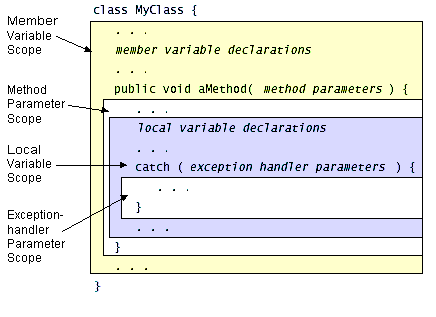 class MyClass {
Member
Variable
Scope
. . .
member variable declarations
. . .
public void aMethod( method parameters ) {
Method
Parameter
Scope
. . .
local variable declarations
. . .
Local
Variable
Scope
catch ( exception handler parameters ) {
. . .
}
Exception-
handler
Parameter
Scope
. . .
}
. . .
}